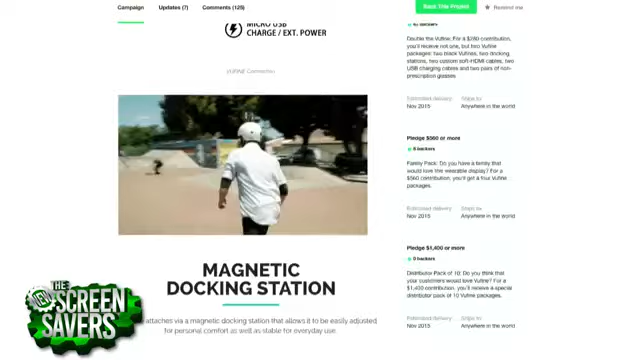 Campaign
Updates (7)
Comments (125)
Back This Project
Remind me
MICRO USB
CHARGE / EXT. POWER
VUFINE Connector
Double the Vufine: For a $280 contribution,
you'll receive not one, but two Vufine
packages: two black Vufines, two docking
stations, two custom soft-HDMI cables, two
USB charging cables and two pairs of non-
prescription glasses
Estimated delivery: Ships to:
Nov 2015 Anywhere in the world
Pledge $560 or more
backers
Family Pack: Do you have a family that
would love the wearable display? For a
$560 contribution, you'll get a four Vufine
packages.
Estimated delivery: Ships to:
Nov 2015 Anywhere in the world
Pledge $1,400 or more
0 backers
Distributor Pack of 10: Do you think that
your customers would love Vufine? For a
$1,400 contribution, you'll receive a special
distributor pack of 10 Vufine packages.
Estimated delivery: Ships to:
Nov 2015 Anywhere in the world
MAGNETIC
DOCKING STATION
attaches via a magnetic docking station that allows it to be easily adjusted
for personal comfort as well as stable for everyday use.
THE
SCREEN
SAVERS